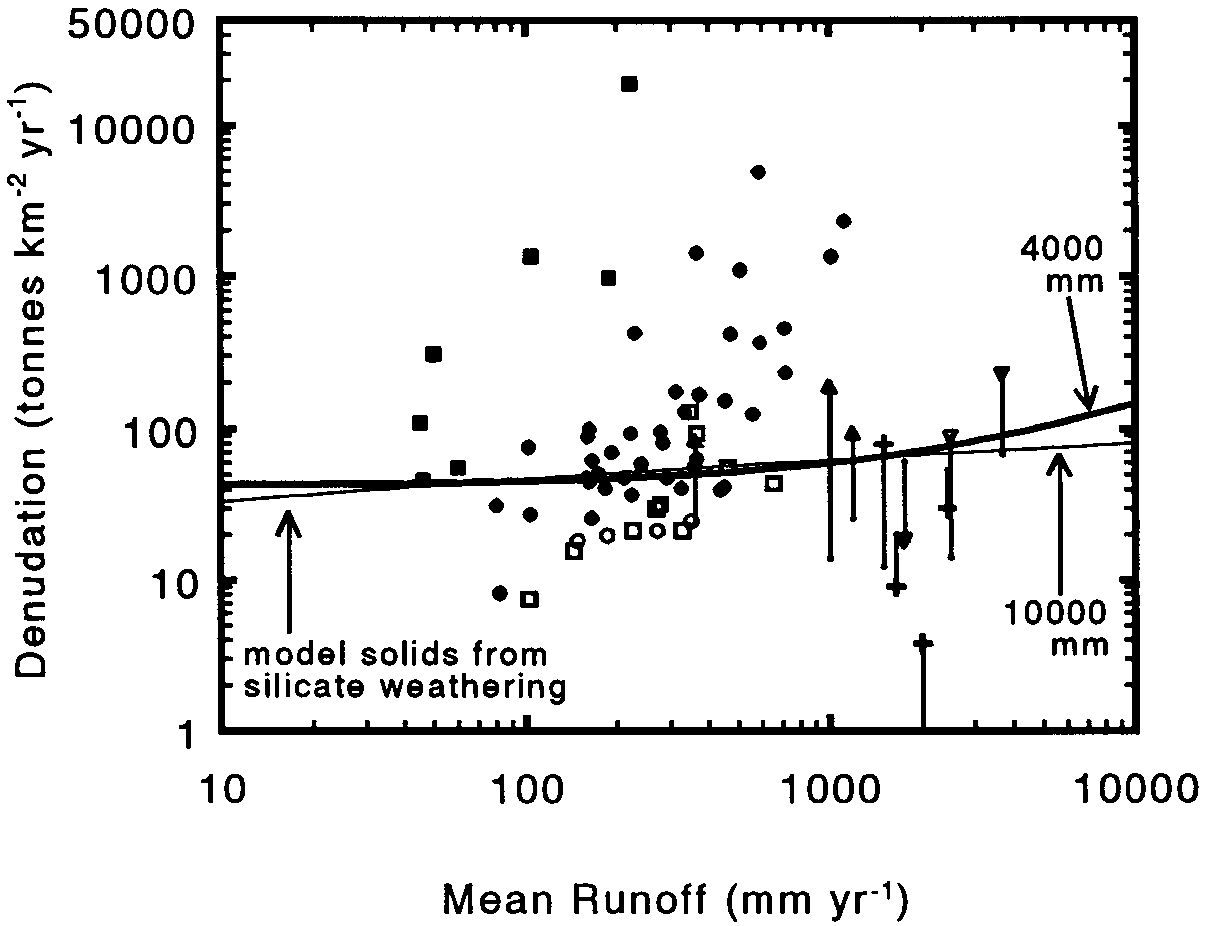 50000
10000
1000
100
10
1
Denudation (tonnes km-2 yr-1)
4000
mm
10000
mm
model solids from
silicate weathering
10
100
1000
10000
Mean Runoff (mm yr-1)